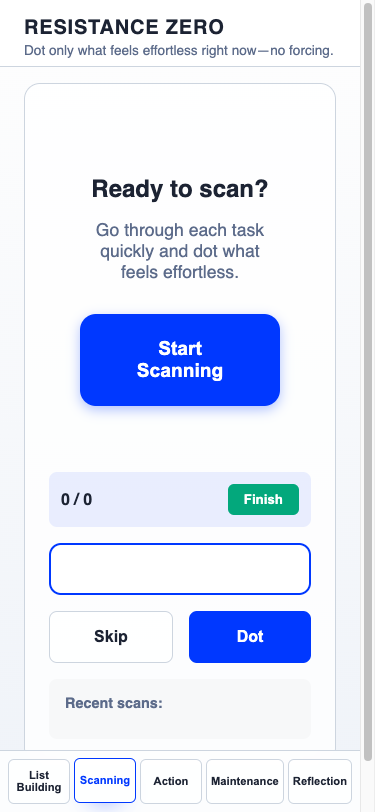 RESISTANCE ZERO
Dot only what feels effortless right now—no forcing.
Ready to scan?
Go through each task
quickly and dot what
feels effortless.
Start
Scanning
0 / 0
Finish
Skip
Dot
Recent scans:
List
Building
Scanning
Action
Maintenance
Reflection